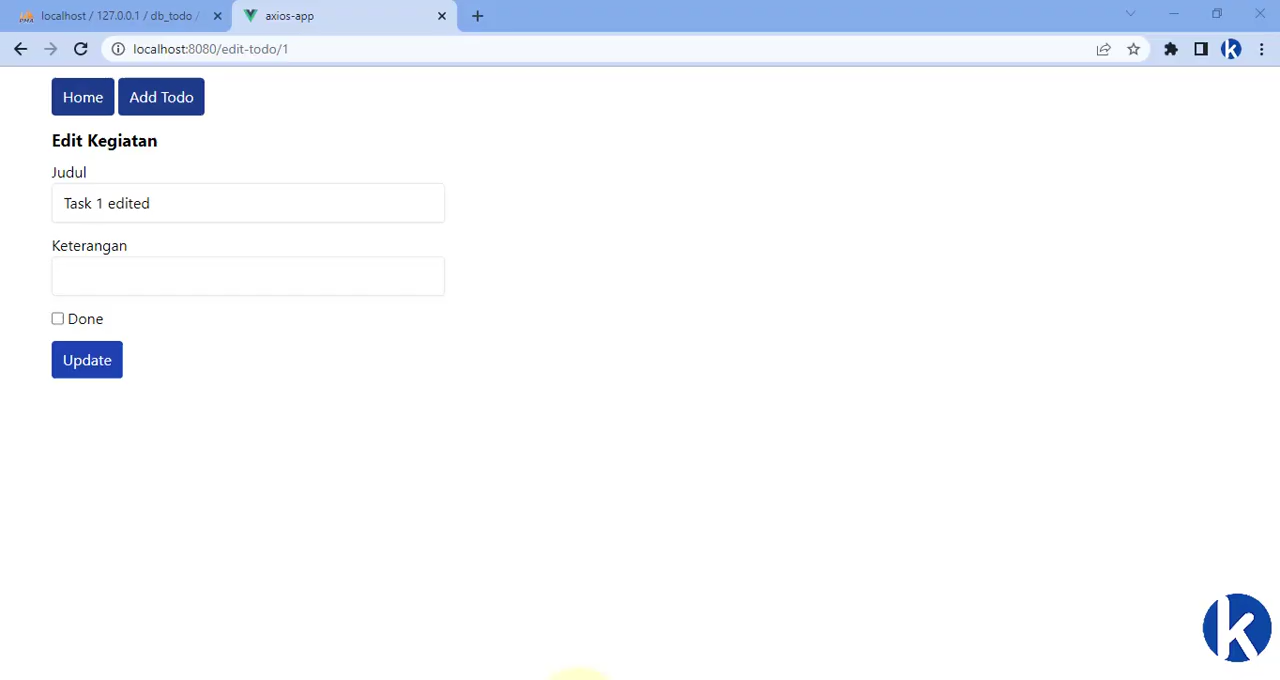 localhost / 127.0.0.1 / db_todo /
axios-app
localhost:8080/edit-todo/1
Home
Add Todo
Edit Kegiatan
Judul
Task 1 edited
Keterangan
Done
Update
k